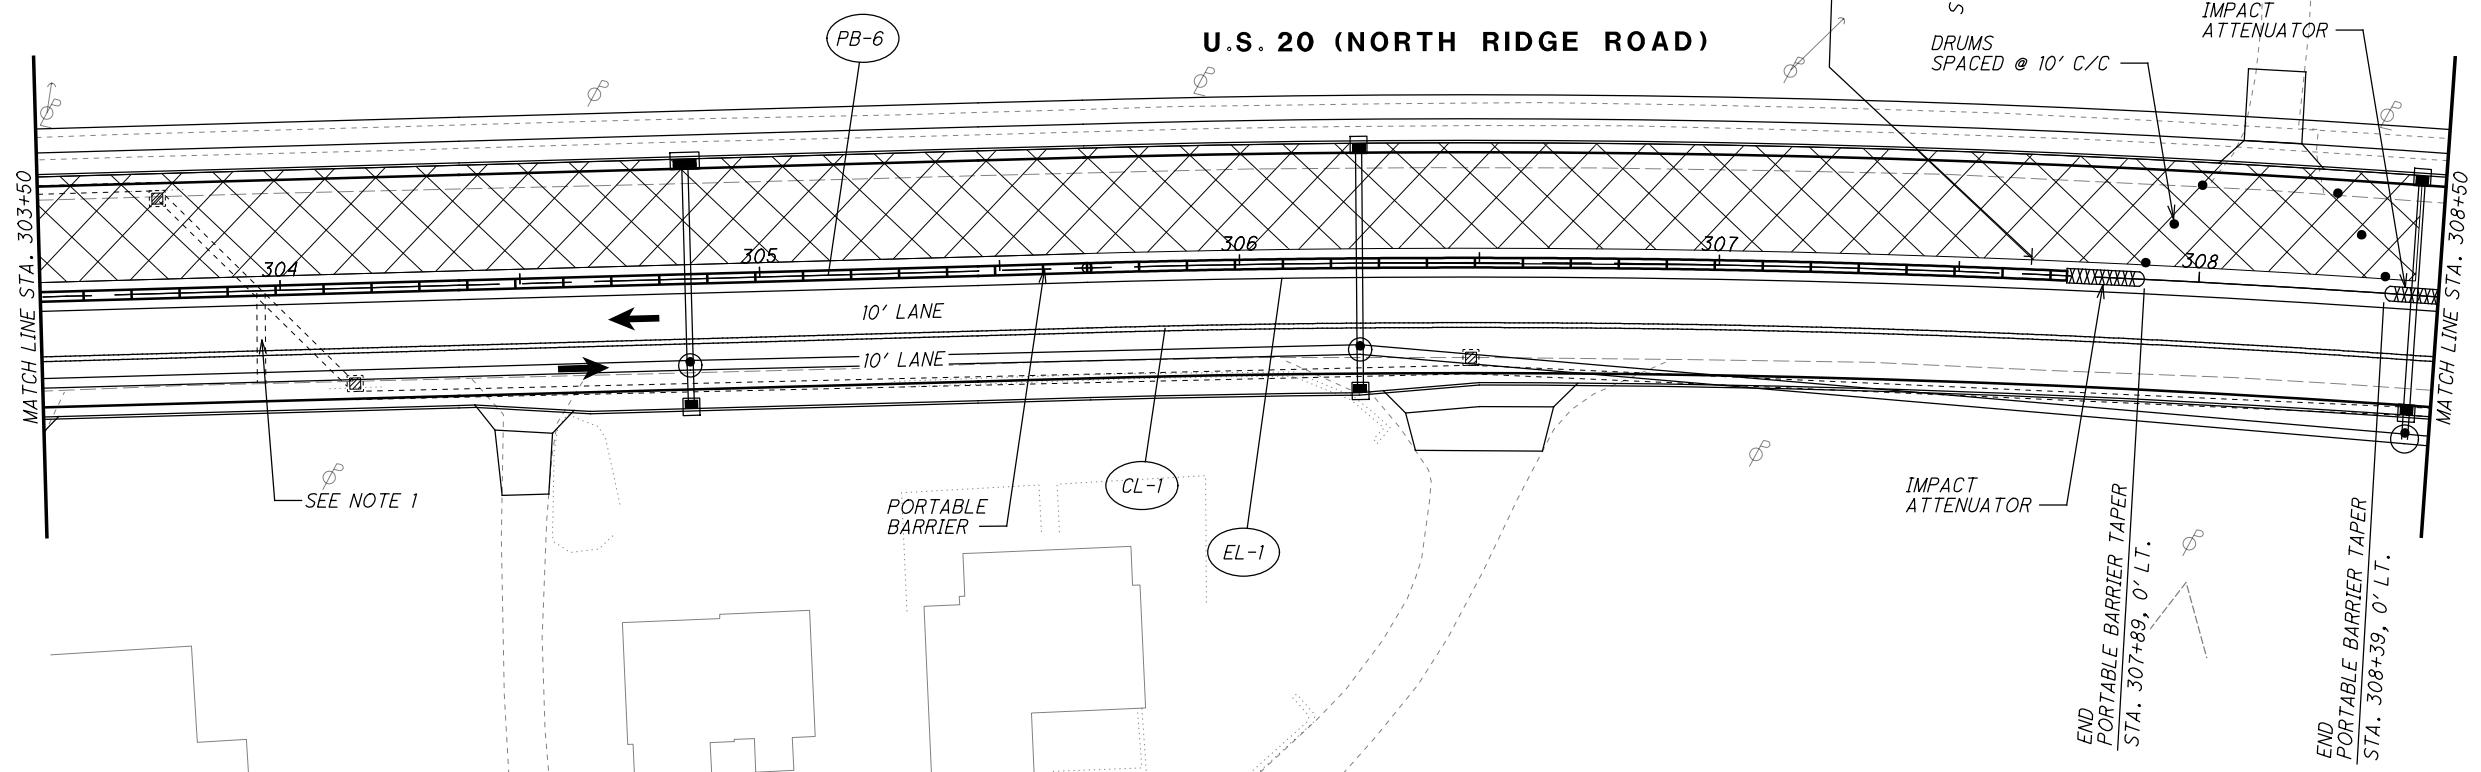 U.S. 20 (NORTH RIDGE ROAD)
PB-6
DRUMS
SPACED @ 10' C/C
IMPACT
ATTENUATOR
MATCH LINE STA. 303+50
MATCH LINE STA. 308+50
304
305
306
307
308
10' LANE
10' LANE
SEE NOTE 1
PORTABLE
BARRIER
CL-1
EL-1
IMPACT
ATTENUATOR
END
PORTABLE BARRIER TAPER
STA. 307+89, 0' LT.
END
PORTABLE BARRIER TAPER
STA. 308+39, 0' LT.